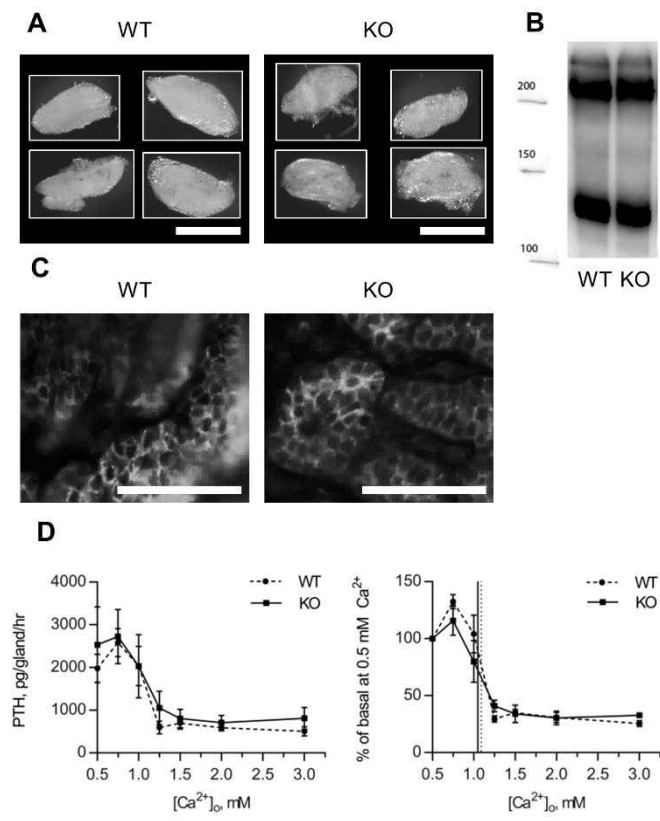 A
WT
KO
B
200
150
100
WT KO
C
WT
KO
D
4000
3000
2000
1000
0
PTH, pg/gland/hr
WT
KO
0.5 1.0 1.5 2.0 2.5 3.0
[Ca²⁺]ₒ, mM
150
100
50
0
% of basal at 0.5 mM Ca²⁺
WT
KO
0.5 1.0 1.5 2.0 2.5 3.0
[Ca²⁺]ₒ, mM